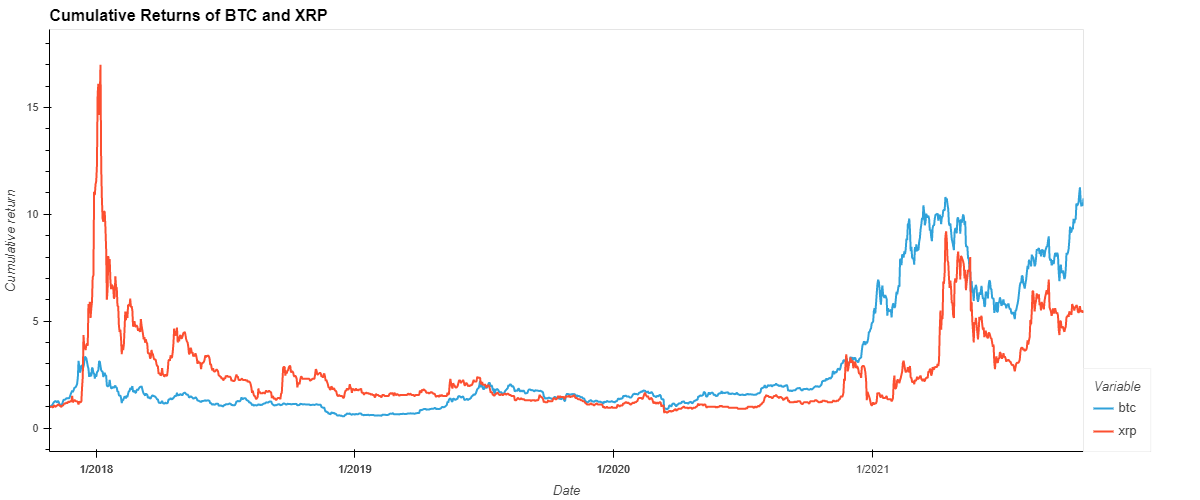 Cumulative Returns of BTC and XRP
Cumulative return
15
10
5
0
1/2018
1/2019
1/2020
1/2021
Date
Variable
btc
xrp